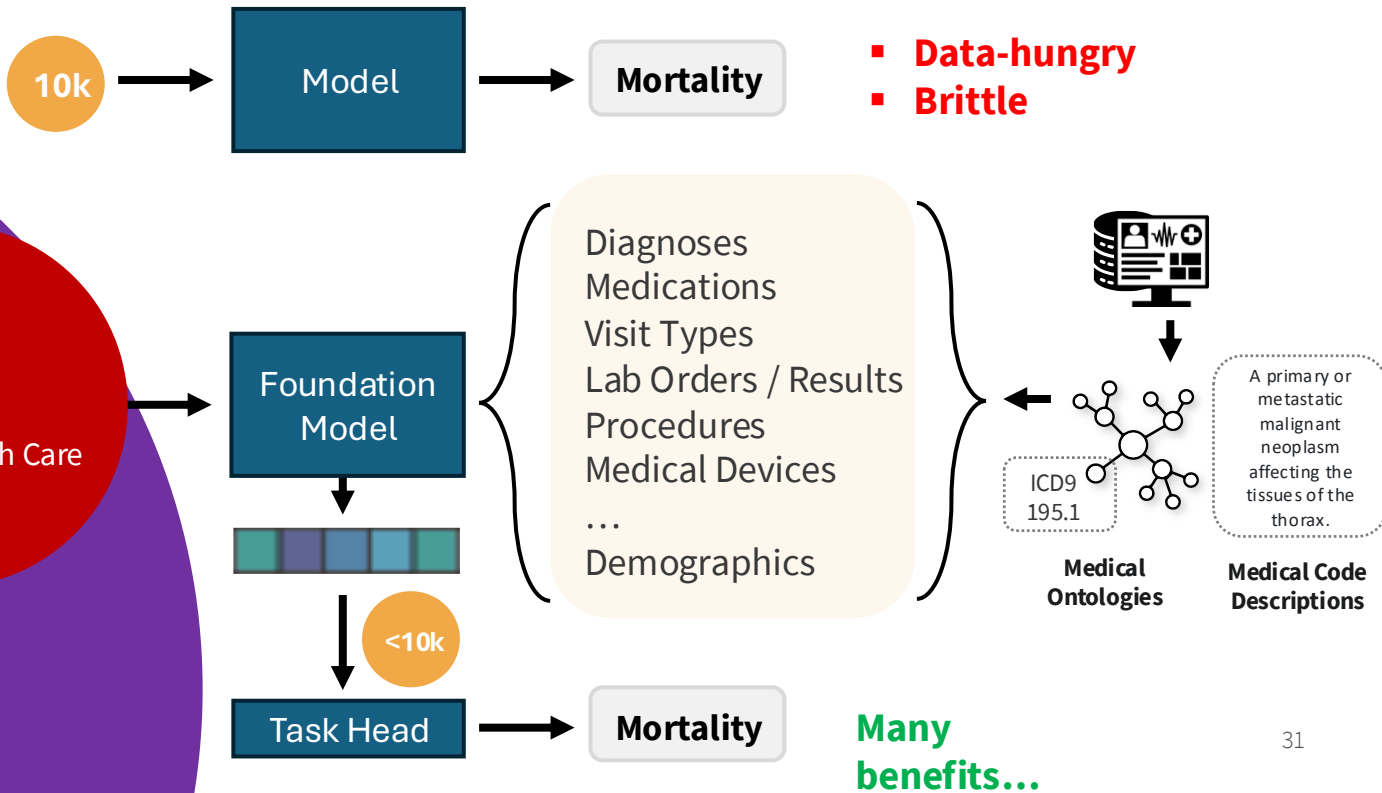 10k
Model
Mortality
▪ Data-hungry
▪ Brittle
h Care
Foundation
Model
Diagnoses
Medications
Visit Types
Lab Orders / Results
Procedures
Medical Devices
…
Demographics
ICD9
195.1
Medical
Ontologies
A primary or
metastatic
malignant
neoplasm
affecting the
tissues of the
thorax.
Medical Code
Descriptions
<10k
Task Head
Mortality
Many
benefits…
31